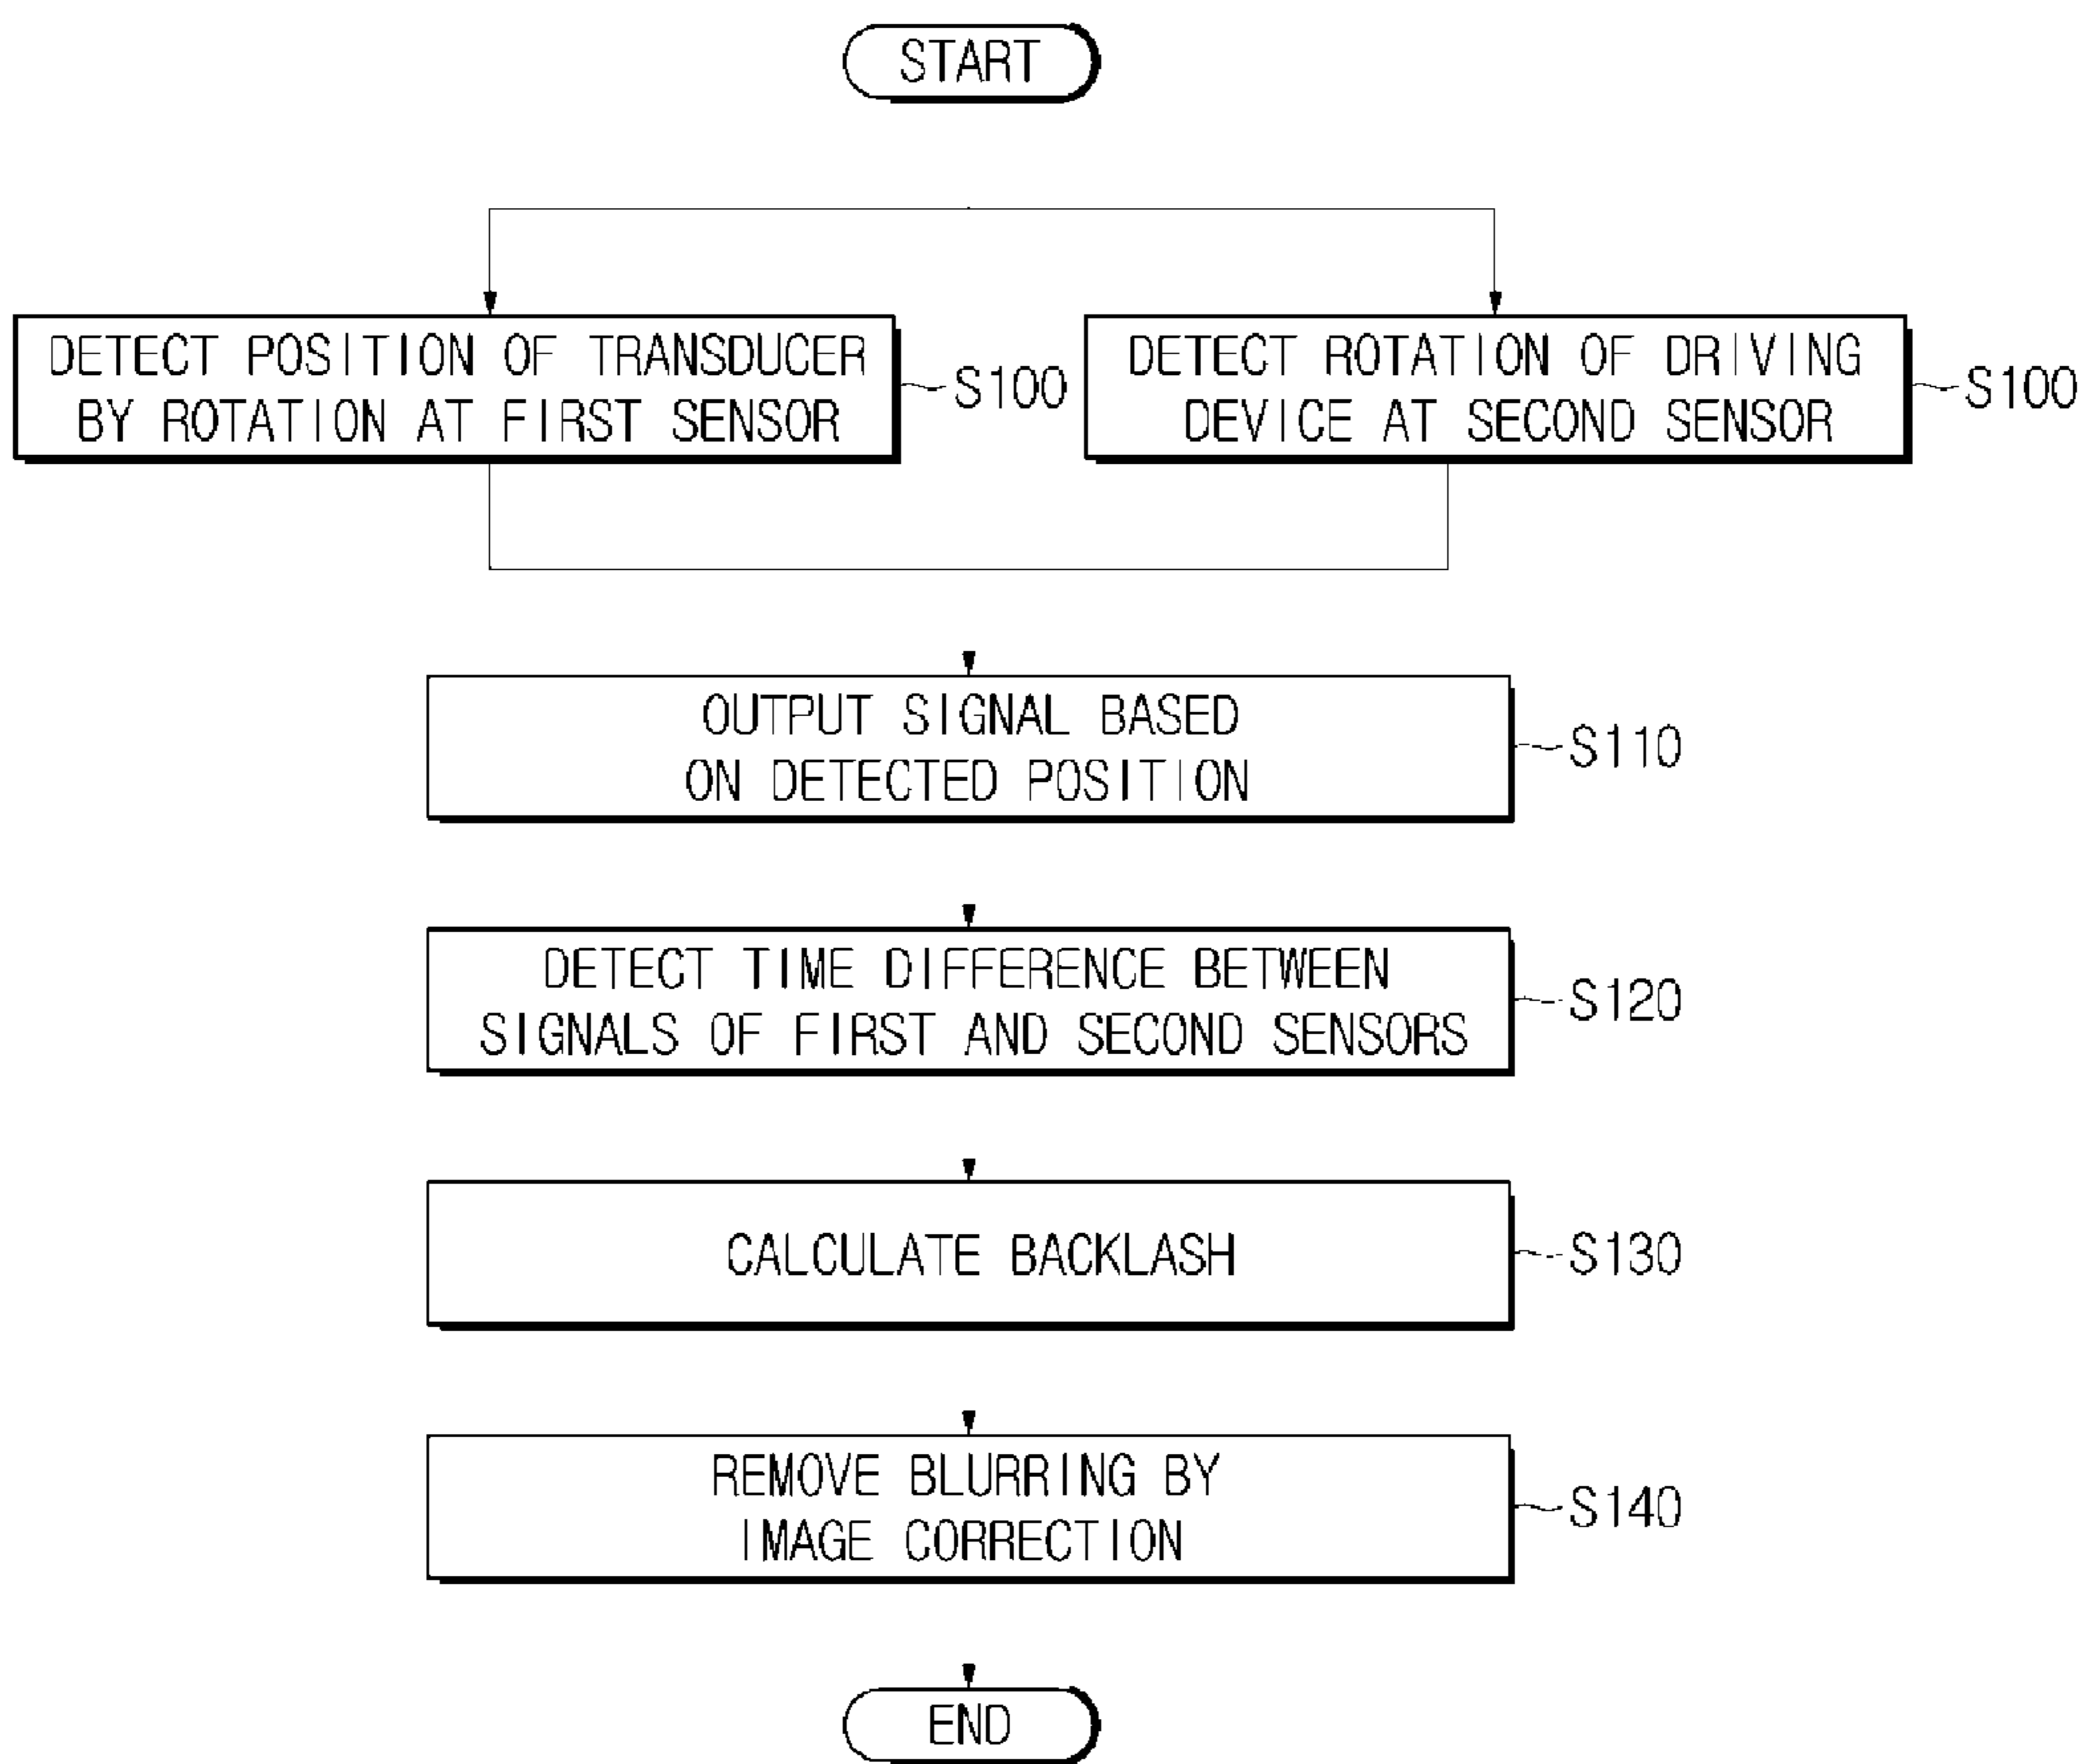 START
DETECT POSITION OF TRANSDUCER
BY ROTATION AT FIRST SENSOR
S100
DETECT ROTATION OF DRIVING
DEVICE AT SECOND SENSOR
S100
OUTPUT SIGNAL BASED
ON DETECTED POSITION
S110
DETECT TIME DIFFERENCE BETWEEN
SIGNALS OF FIRST AND SECOND SENSORS
S120
CALCULATE BACKLASH
S130
REMOVE BLURRING BY
IMAGE CORRECTION
S140
END